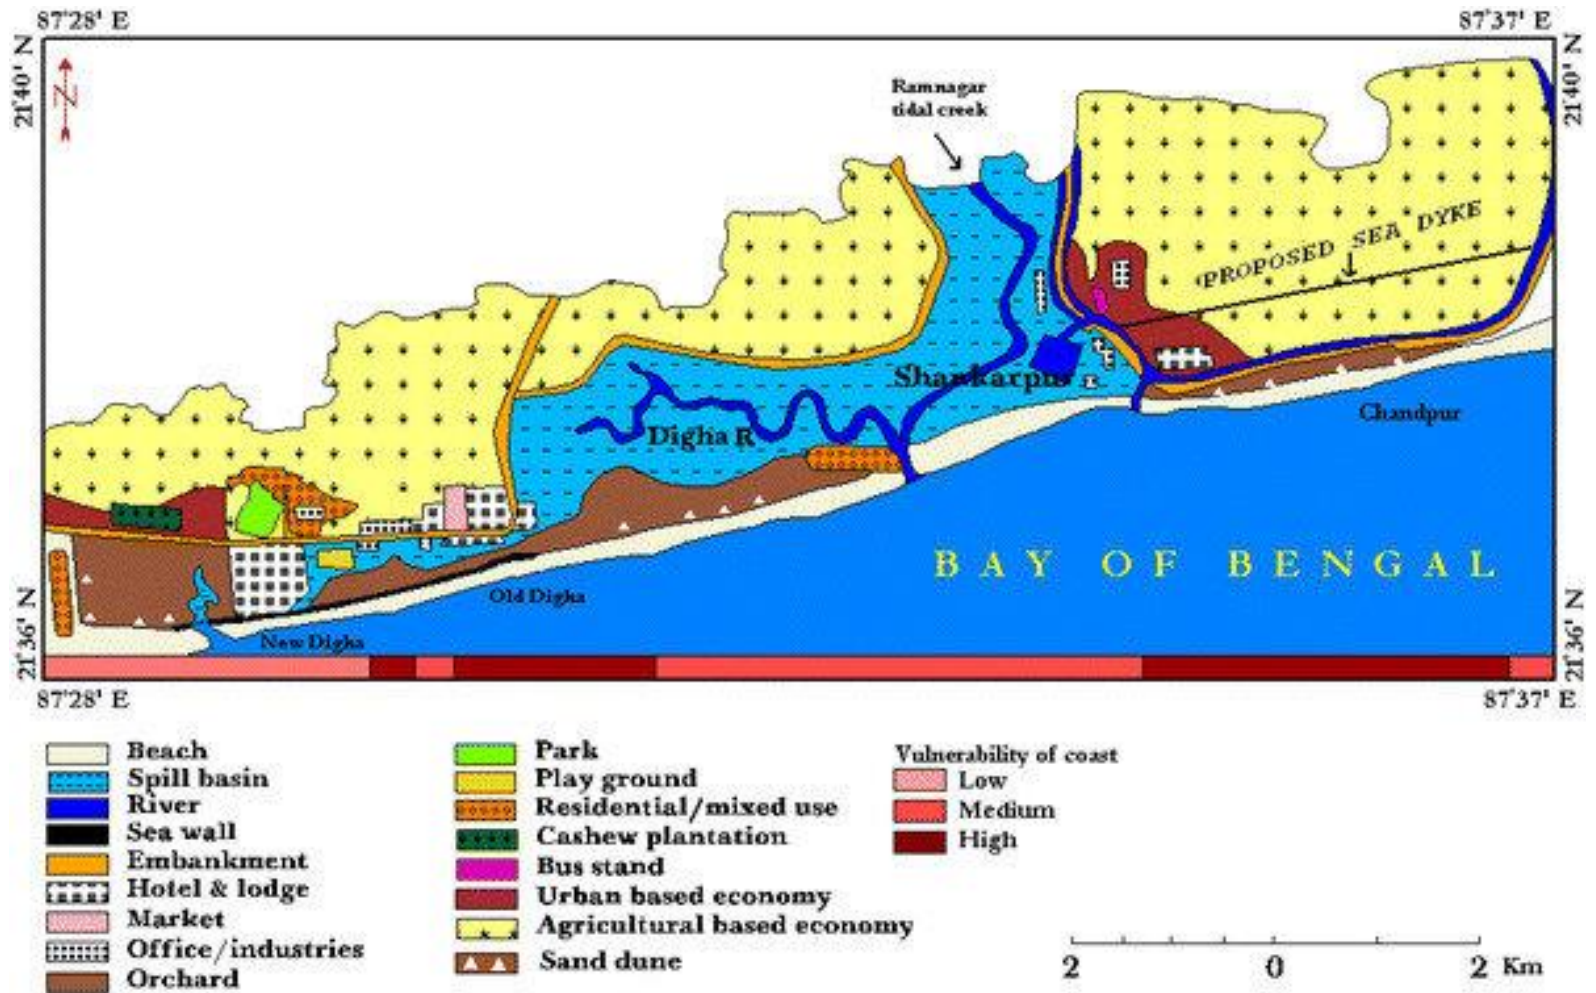 87°28' E
87°37' E
21°40' N
21°40' N
Ramnagar
tidal creek
PROPOSED SEA DYKE
Shankarpur
Chandpur
Digha R
BAY OF BENGAL
Old Digha
New Digha
21°36' N
21°36' N
87°28' E
87°37' E
N
Beach
Spill basin
River
Sea wall
Embankment
Hotel & lodge
Market
Office/industries
Orchard
Park
Play ground
Residential/mixed use
Cashew plantation
Bus stand
Urban based economy
Agricultural based economy
Sand dune
Vulnerability of coast
Low
Medium
High
2 0 2 Km